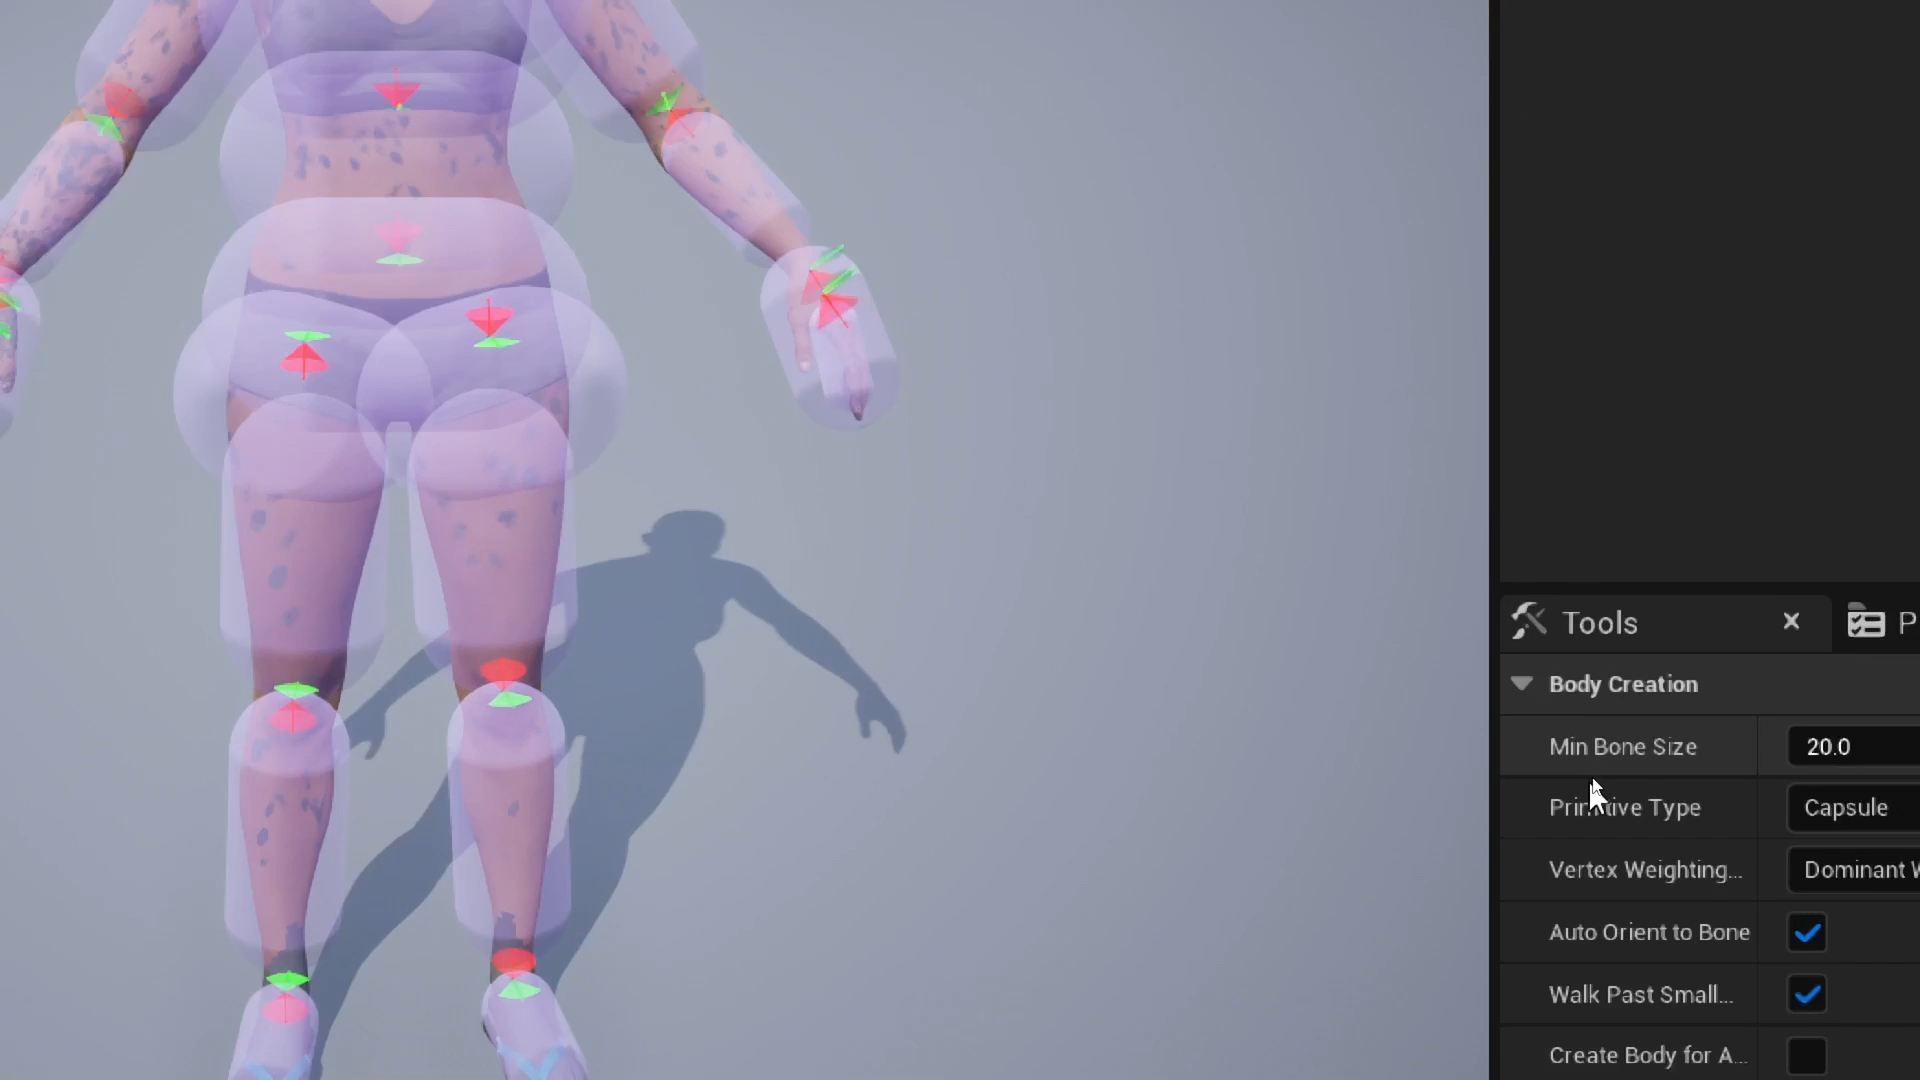 Tools
P
Body Creation
Min Bone Size 20.0
Primitive Type Capsule
Vertex Weighting... Dominant W
Auto Orient to Bone
Walk Past Small...
Create Body for A...